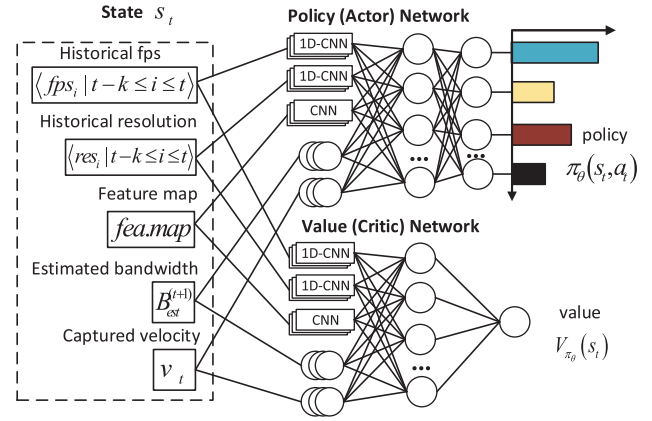 State s_t
Historical fps
⟨fps_i | t−k ≤ i ≤ t⟩
Historical resolution
⟨res_i | t−k ≤ i ≤ t⟩
Feature map
fea.map
Estimated bandwidth
B_est^(t+1)
Captured velocity
v_t
Policy (Actor) Network
1D-CNN
1D-CNN
CNN
...
...
policy
π_θ(s_t, a_t)
Value (Critic) Network
1D-CNN
1D-CNN
CNN
...
value
V_π_θ(s_t)